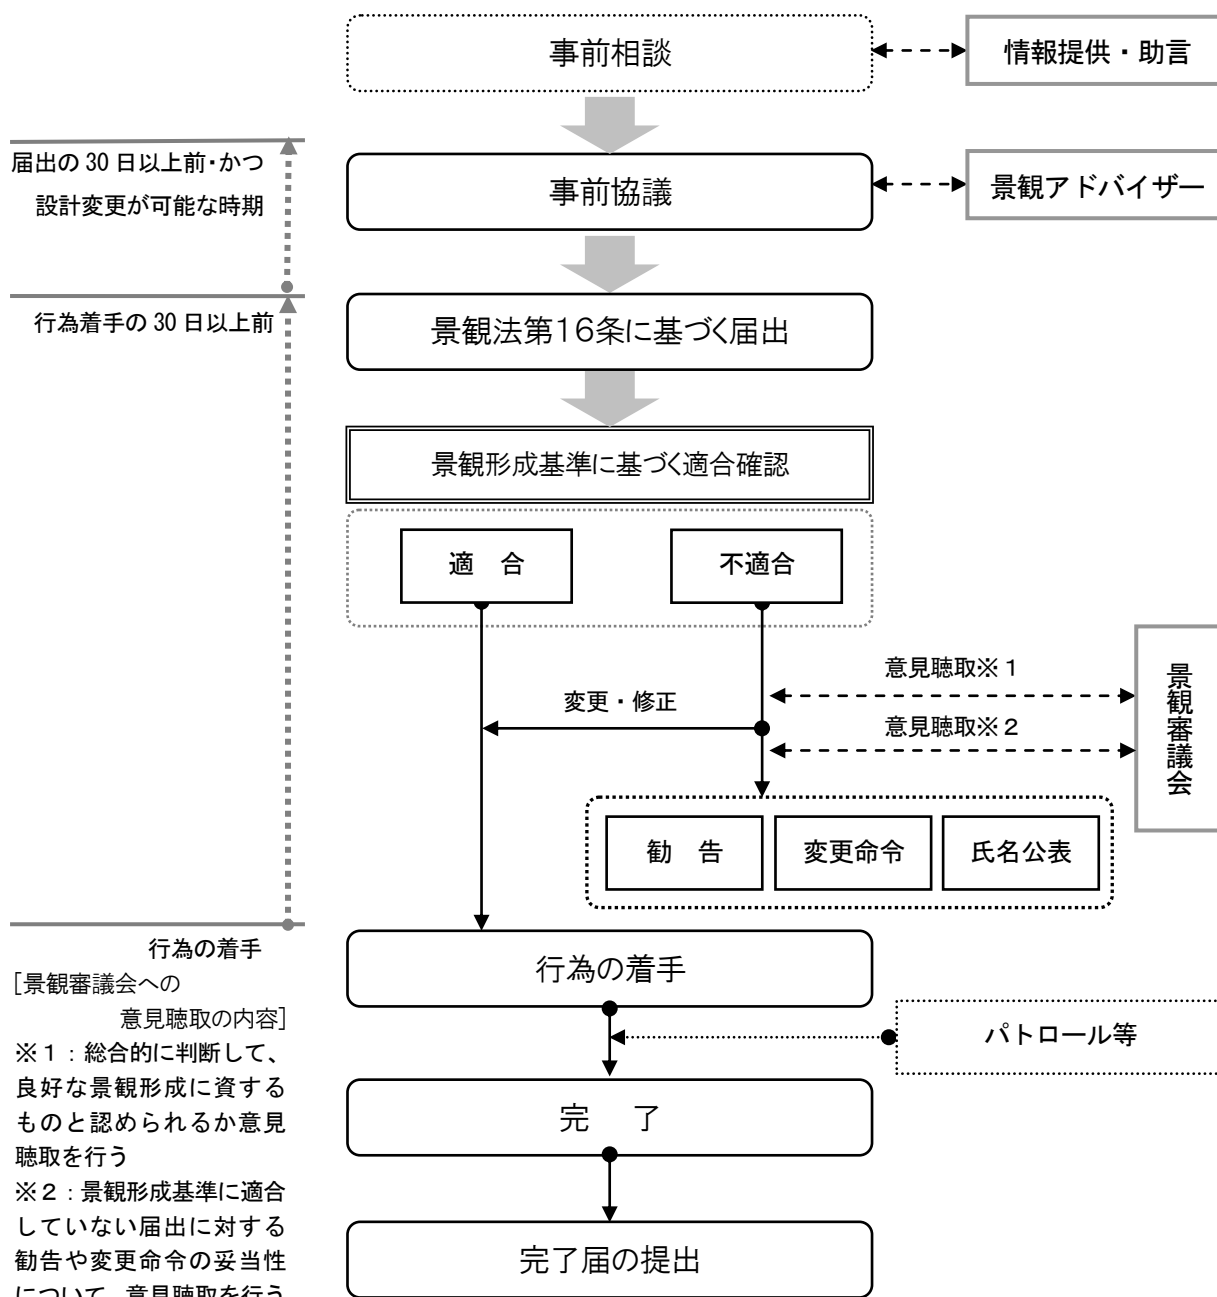 事前相談
情報提供・助言
届出の30日以上前・かつ
設計変更が可能な時期
事前協議
景観アドバイザー
行為着手の30日以上前
景観法第16条に基づく届出
景観形成基準に基づく適合確認
適　合
不適合
意見聴取※１
変更・修正
意見聴取※２
景観審議会
勧　告
変更命令
氏名公表
行為の着手
行為の着手
[景観審議会への
意見聴取の内容]
※１：総合的に判断して、
良好な景観形成に資する
ものと認められるか意見
聴取を行う
※２：景観形成基準に適合
していない届出に対する
勧告や変更命令の妥当性
について、意見聴取を行う
パトロール等
完　了
完了届の提出